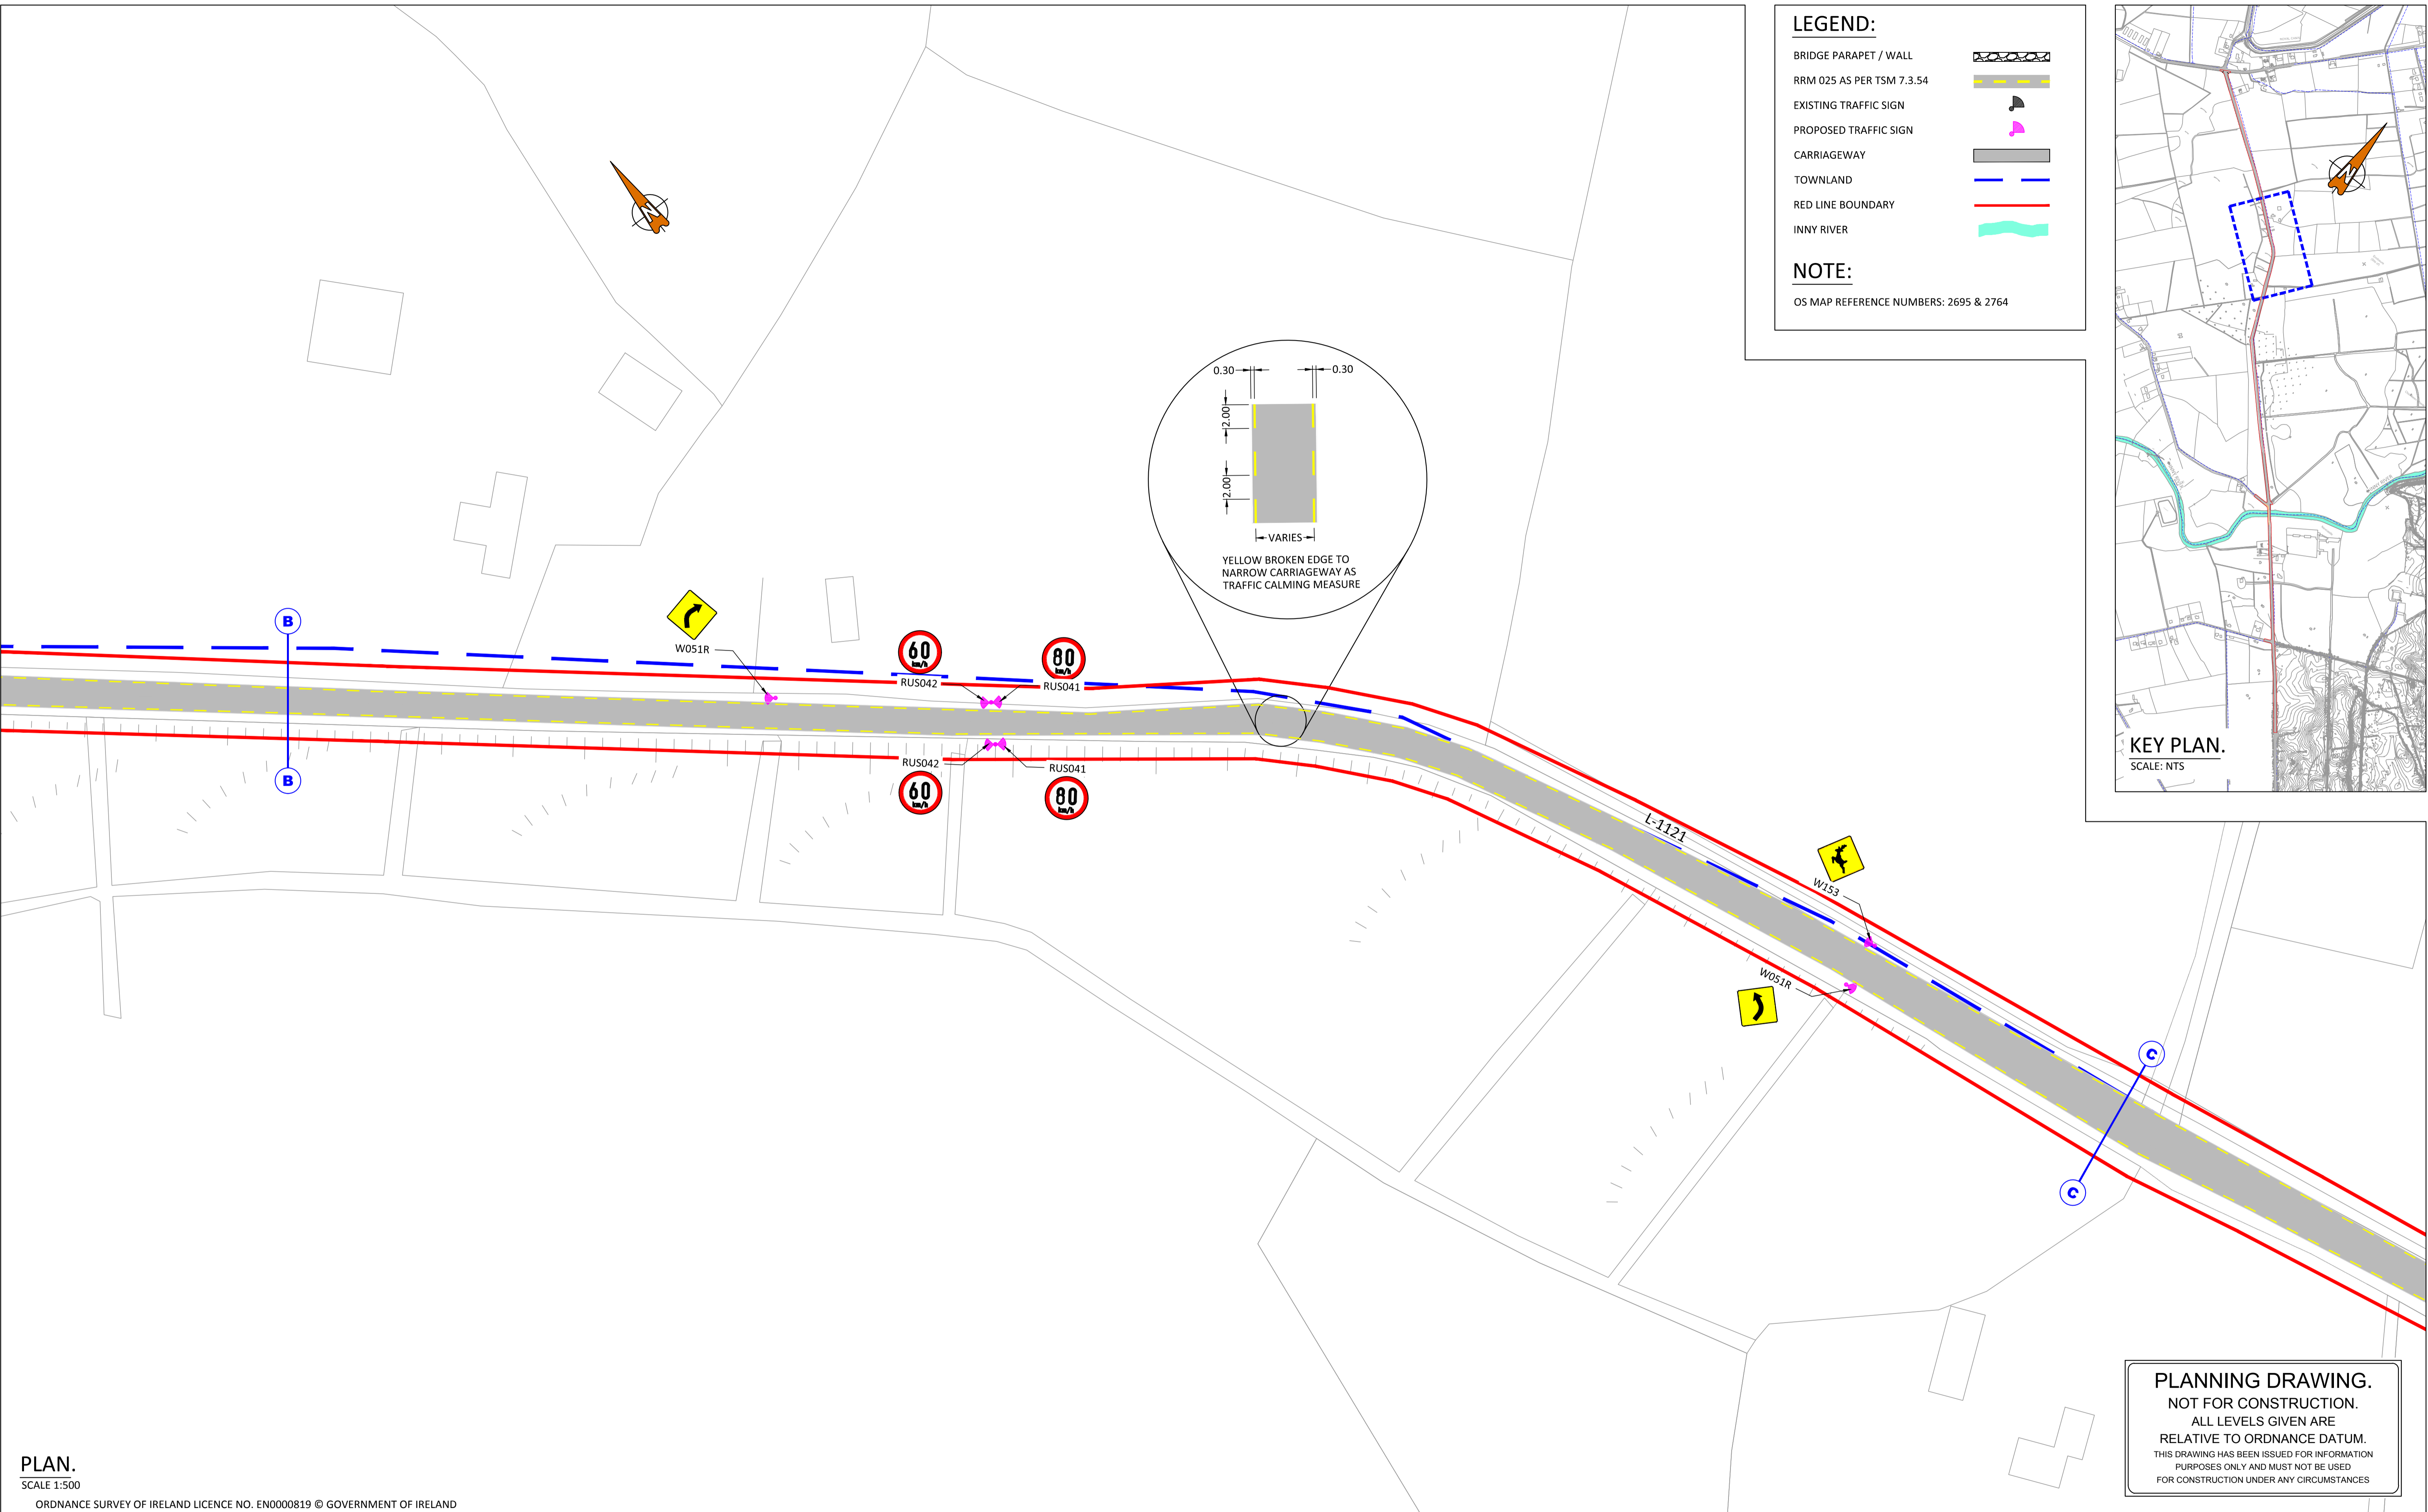 LEGEND:
BRIDGE PARAPET / WALL
RRM 025 AS PER TSM 7.3.54
EXISTING TRAFFIC SIGN
PROPOSED TRAFFIC SIGN
CARRIAGEWAY
TOWNLAND
RED LINE BOUNDARY
INNY RIVER
NOTE:
OS MAP REFERENCE NUMBERS: 2695 & 2764
N
N
KEY PLAN.
SCALE: NTS
0.30
0.30
2.00
2.00
VARIES
YELLOW BROKEN EDGE TO
NARROW CARRIAGEWAY AS
TRAFFIC CALMING MEASURE
B
B
W051R
60
km/h
RUS042
80
km/h
RUS041
RUS042
60
km/h
RUS041
80
km/h
L-1121
W153
W051R
C
C
PLAN.
SCALE 1:500
ORDNANCE SURVEY OF IRELAND LICENCE NO. EN0000819 © GOVERNMENT OF IRELAND
PLANNING DRAWING.
NOT FOR CONSTRUCTION.
ALL LEVELS GIVEN ARE
RELATIVE TO ORDNANCE DATUM.
THIS DRAWING HAS BEEN ISSUED FOR INFORMATION
PURPOSES ONLY AND MUST NOT BE USED
FOR CONSTRUCTION UNDER ANY CIRCUMSTANCES